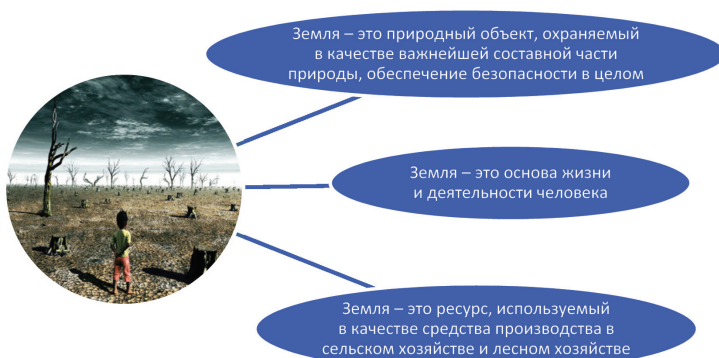 Земля – это природный объект, охраняемый
в качестве важнейшей составной части
природы, обеспечение безопасности в целом
Земля – это основа жизни
и деятельности человека
Земля – это ресурс, используемый
в качестве средства производства в
сельском хозяйстве и лесном хозяйстве